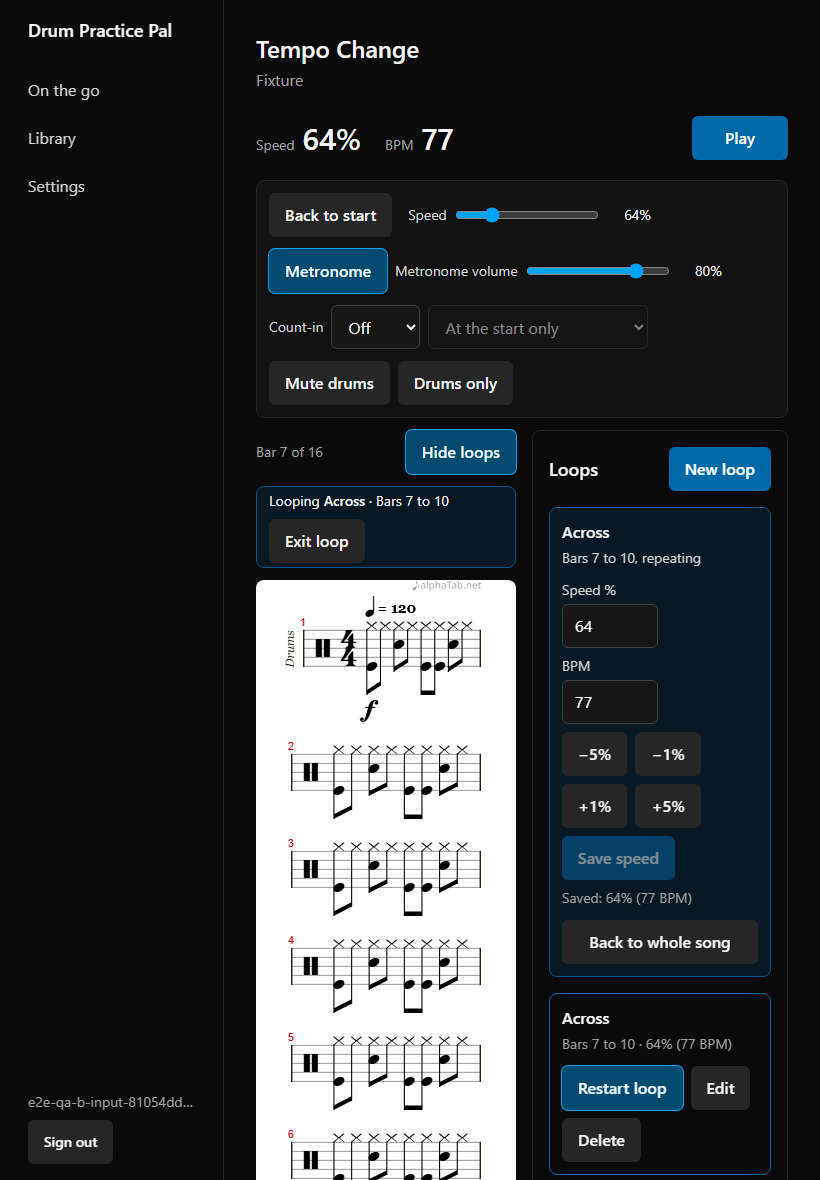 Drum Practice Pal
On the go
Library
Settings
e2e-qa-b-input-81054dd...
Sign out
Tempo Change
Fixture
Speed 64% BPM 77
Play
Back to start Speed 64%
Metronome Metronome volume 80%
Count-in Off At the start only
Mute drums Drums only
Bar 7 of 16 Hide loops
Looping Across · Bars 7 to 10
Exit loop
alphaTab.net
= 120
1
Drums
4
4
f
2
3
4
5
6
Loops New loop
Across
Bars 7 to 10, repeating
Speed %
64
BPM
77
−5% −1%
+1% +5%
Save speed
Saved: 64% (77 BPM)
Back to whole song
Across
Bars 7 to 10 · 64% (77 BPM)
Restart loop Edit
Delete